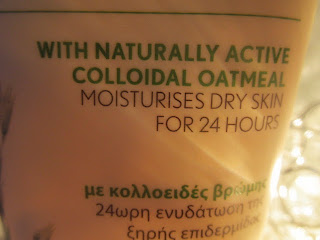 WITH NATURALLY ACTIVE
COLLOIDAL OATMEAL
MOISTURISES DRY SKIN
FOR 24 HOURS
με κολλοειδές βρώμης
24ωρη ενυδάτωση της
ξηρής επιδερμίδας